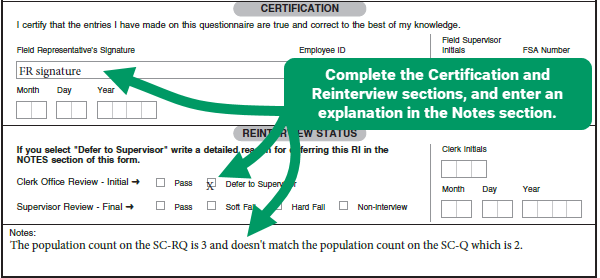 CERTIFICATION
I certify that the entries I have made on this questionnaire are true and correct to the best of my knowledge.
Field Representative's Signature
Employee ID
Field Supervisor
Initials
FSA Number
FR signature
Month Day Year
Complete the Certification and
Reinterview sections, and enter an
explanation in the Notes section.
REINTERVIEW STATUS
If you select "Defer to Supervisor" write a detailed reason for deferring this RI in the
NOTES section of this form.
Clerk Initials
Clerk Office Review - Initial ➔ Pass X Defer to Supervisor
Month Day Year
Supervisor Review - Final ➔ Pass Soft Fail Hard Fail Non-interview
Notes:
The population count on the SC-RQ is 3 and doesn't match the population count on the SC-Q which is 2.